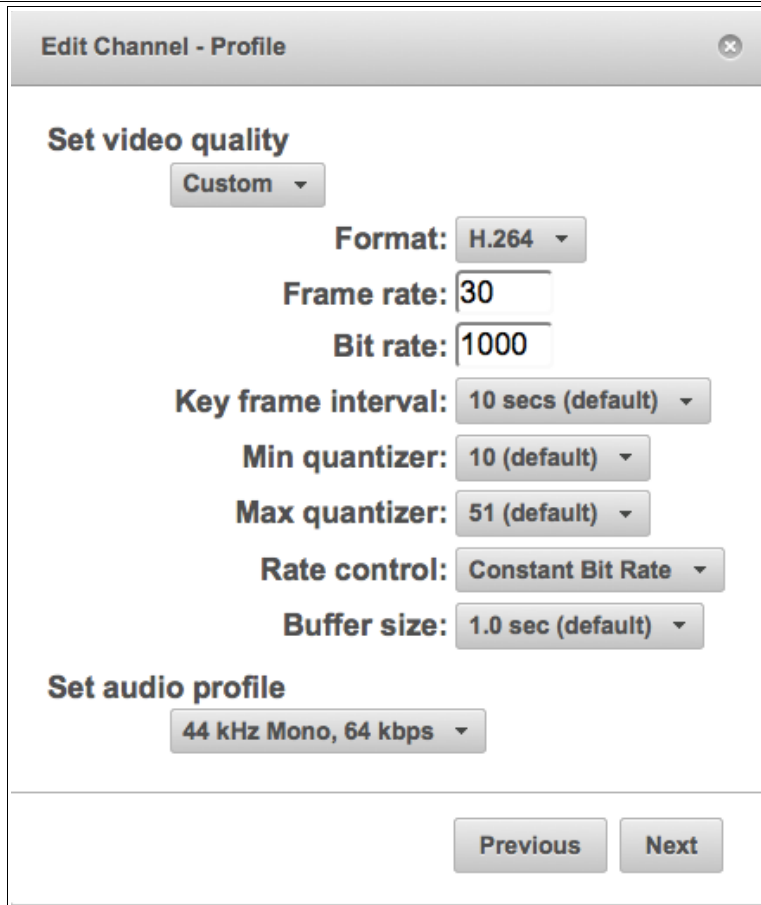 Edit Channel - Profile
Set video quality
Custom
Format: H.264
Frame rate: 30
Bit rate: 1000
Key frame interval: 10 secs (default)
Min quantizer: 10 (default)
Max quantizer: 51 (default)
Rate control: Constant Bit Rate
Buffer size: 1.0 sec (default)
Set audio profile
44 kHz Mono, 64 kbps
Previous Next